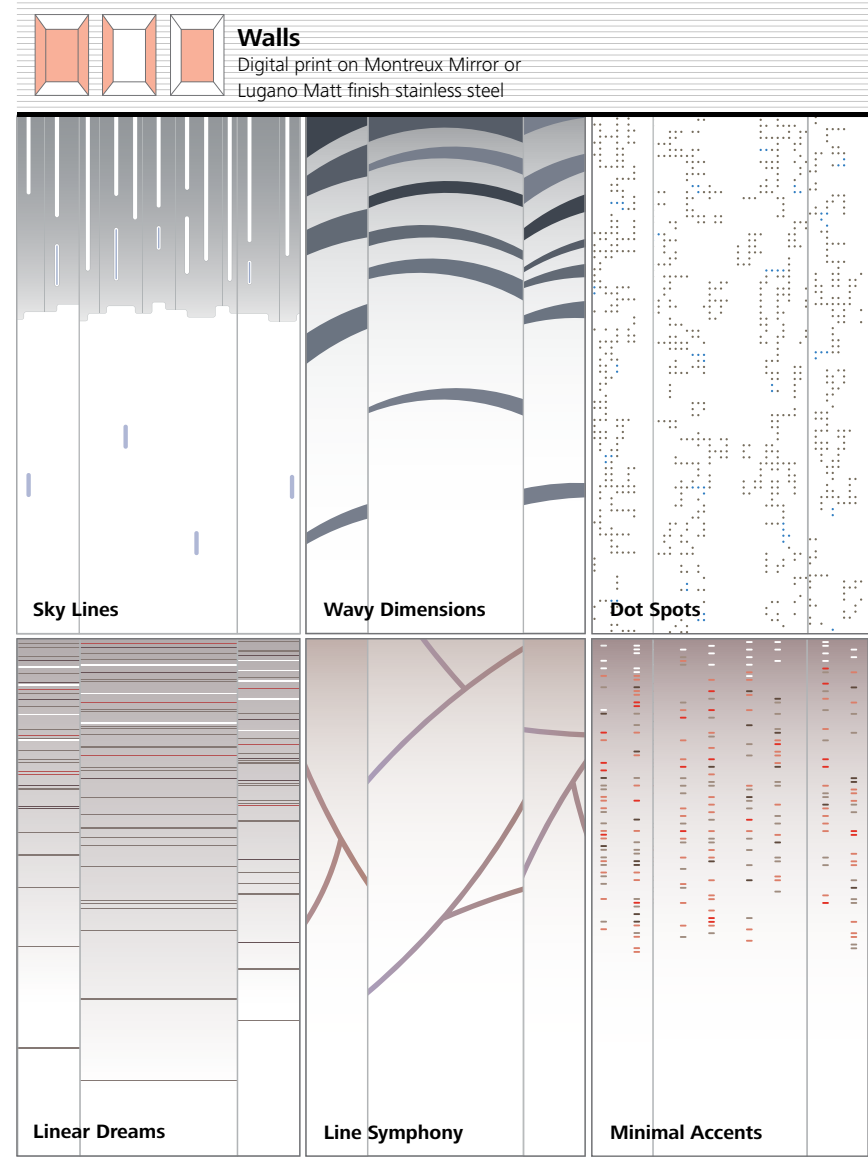 Walls
Digital print on Montreux Mirror or
Lugano Matt finish stainless steel
Sky Lines
Wavy Dimensions
Dot Spots
Linear Dreams
Line Symphony
Minimal Accents